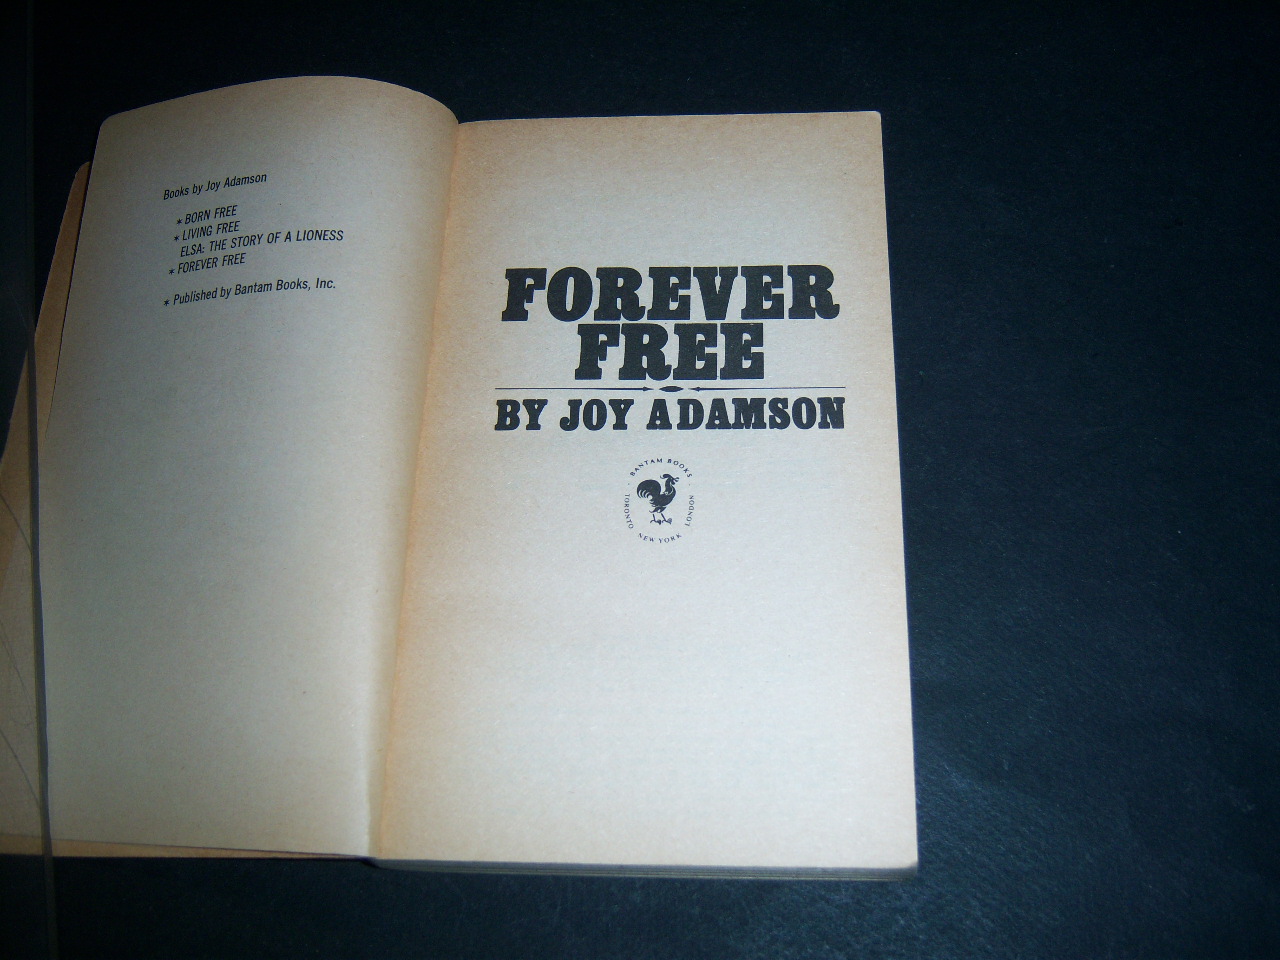 Books by Joy Adamson
* BORN FREE
* LIVING FREE
ELSA: THE STORY OF A LIONESS
* FOREVER FREE
* Published by Bantam Books, Inc.
FOREVER
FREE
BY JOY ADAMSON
BANTAM BOOKS
TORONTO · NEW YORK · LONDON